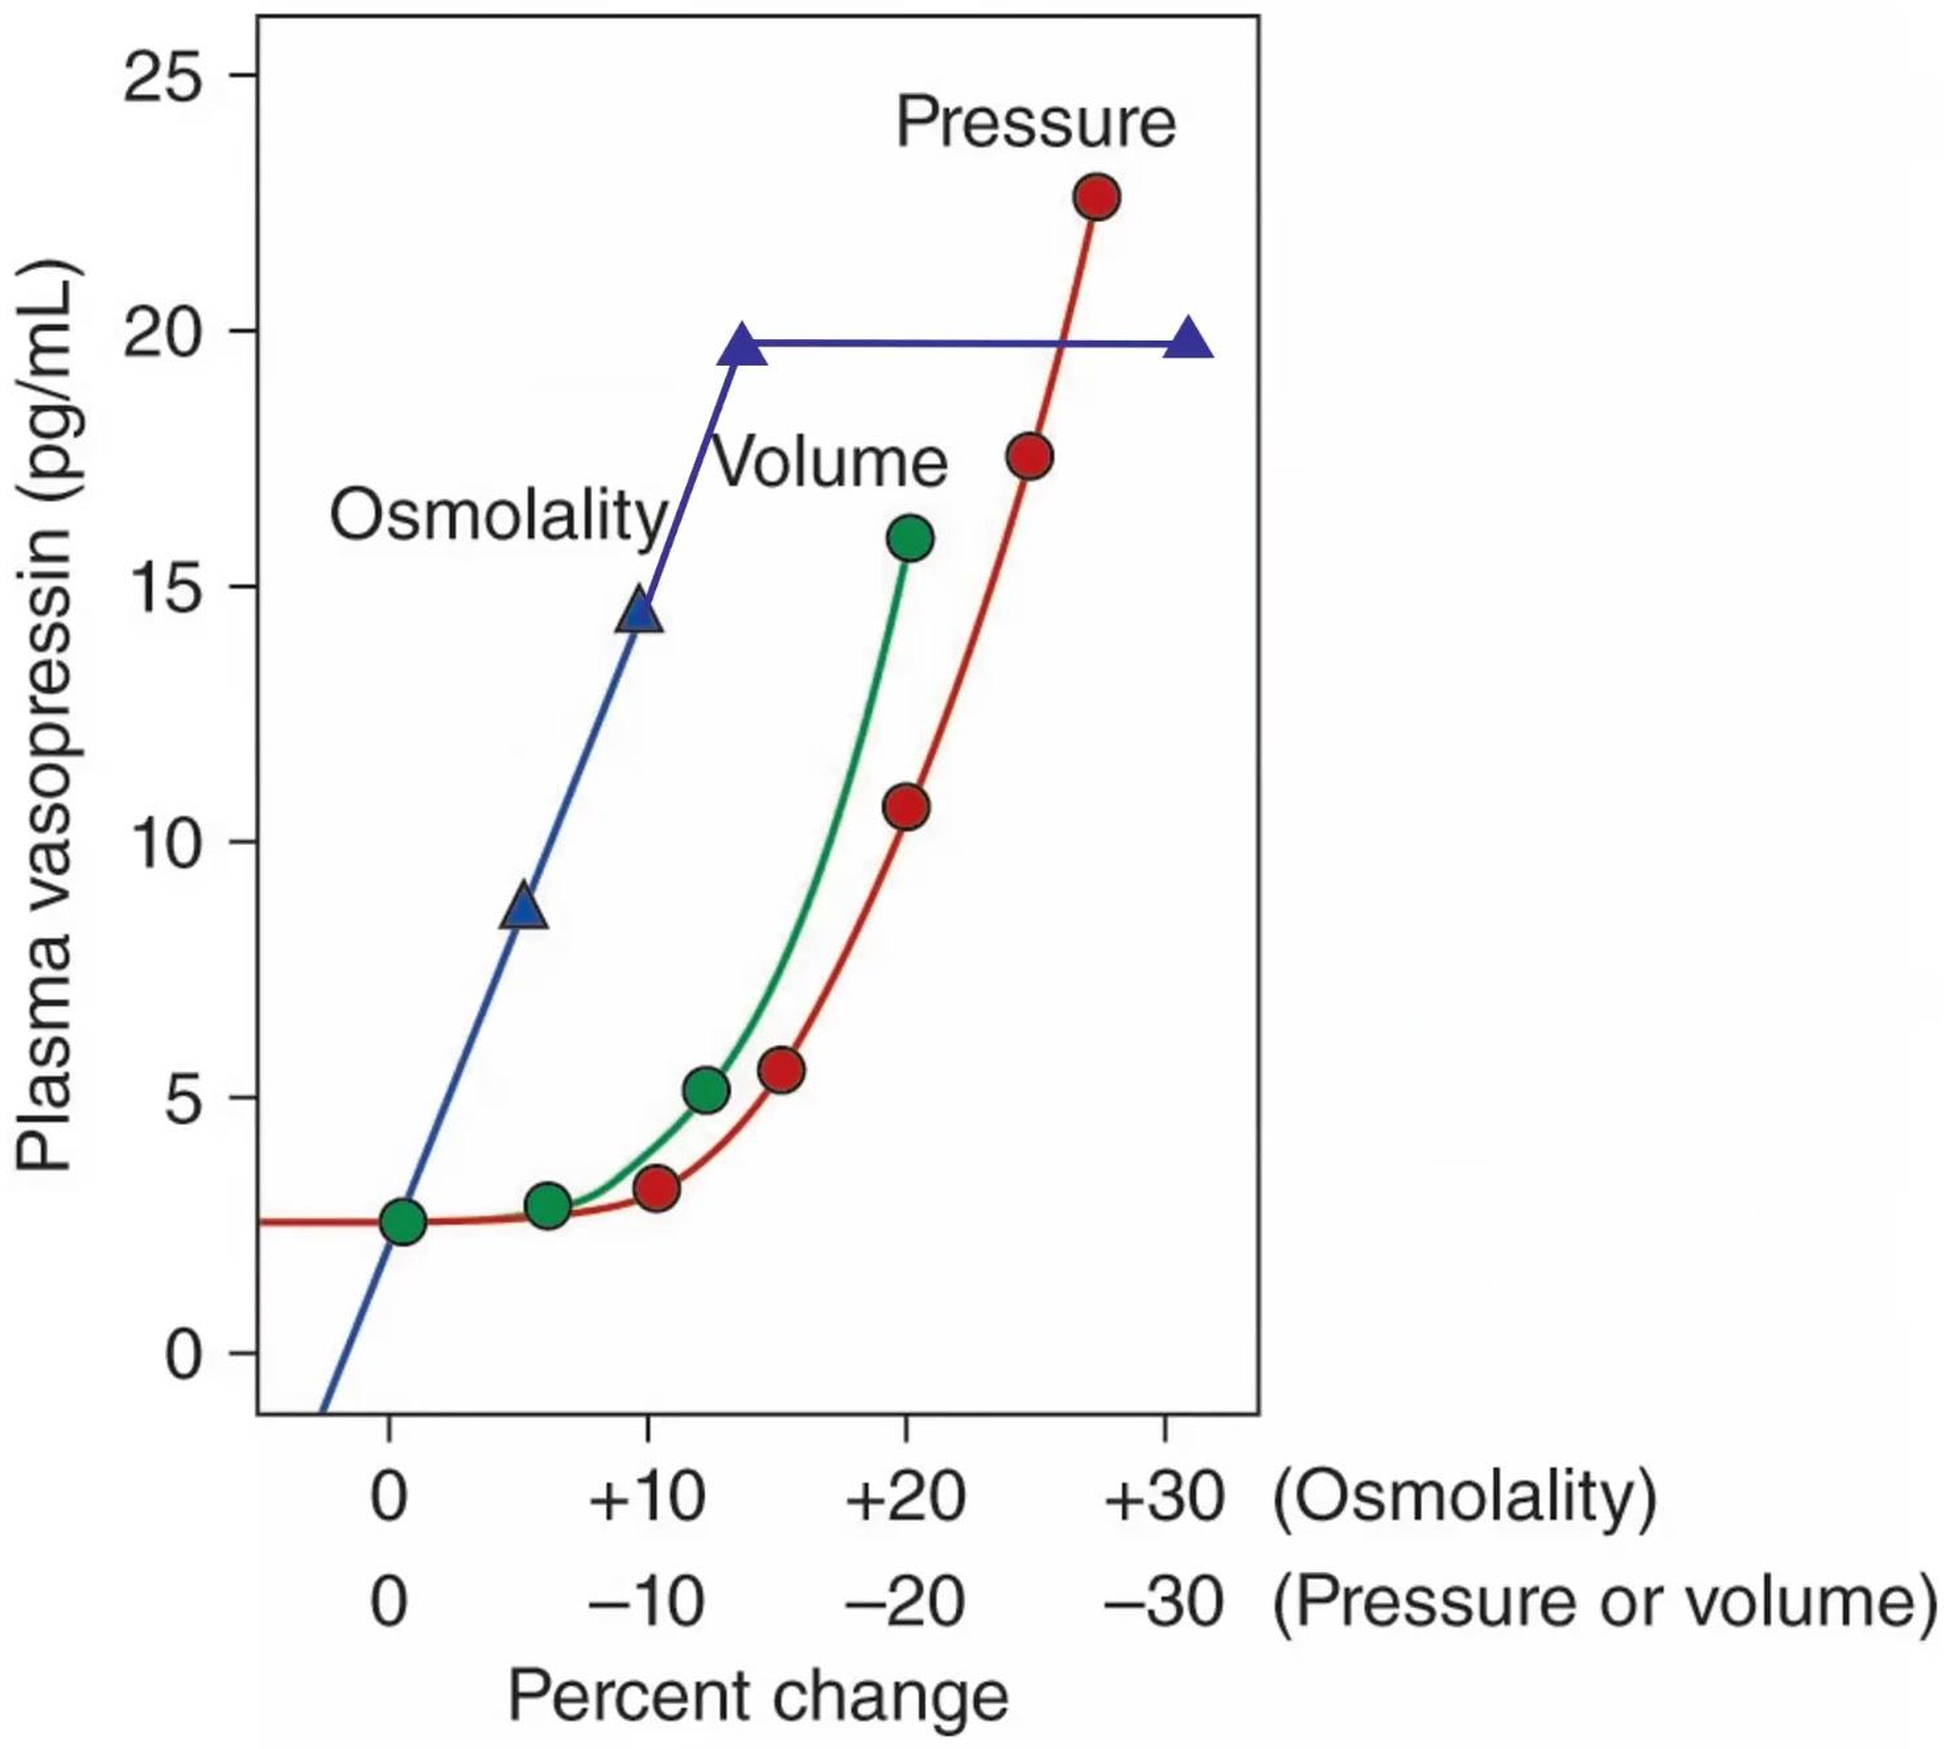 25
Pressure
20
Volume
Osmolality
15
10
5
0
Plasma vasopressin (pg/mL)
0 +10 +20 +30 (Osmolality)
0 –10 –20 –30 (Pressure or volume)
Percent change